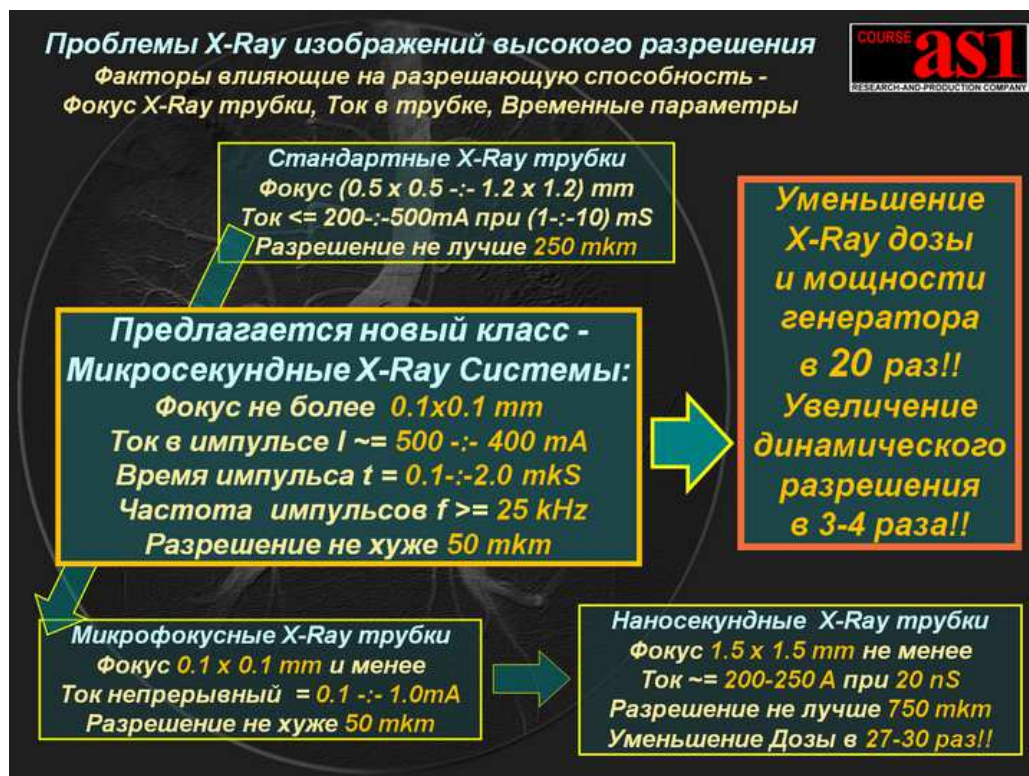 Проблемы X-Ray изображений высокого разрешения
Факторы влияющие на разрешающую способность -
Фокус X-Ray трубки, Ток в трубке, Временные параметры
COURSE as1
RESEARCH-AND-PRODUCTION COMPANY
Стандартные X-Ray трубки
Фокус (0.5 x 0.5 -:- 1.2 x 1.2) mm
Ток <= 200-:-500mA при (1-:-10) mS
Разрешение не лучше 250 mkm
Предлагается новый класс -
Микросекундные X-Ray Системы:
Фокус не более 0.1x0.1 mm
Ток в импульсе I ~= 500 -:- 400 mA
Время импульса t = 0.1-:-2.0 mkS
Частота импульсов f >= 25 kHz
Разрешение не хуже 50 mkm
Уменьшение
X-Ray дозы
и мощности
генератора
в 20 раз!!
Увеличение
динамического
разрешения
в 3-4 раза!!
Микрофокусные X-Ray трубки
Фокус 0.1 x 0.1 mm и менее
Ток непрерывный = 0.1 -:- 1.0mA
Разрешение не хуже 50 mkm
Наносекундные X-Ray трубки
Фокус 1.5 x 1.5 mm не менее
Ток ~= 200-250 A при 20 nS
Разрешение не лучше 750 mkm
Уменьшение Дозы в 27-30 раз!!